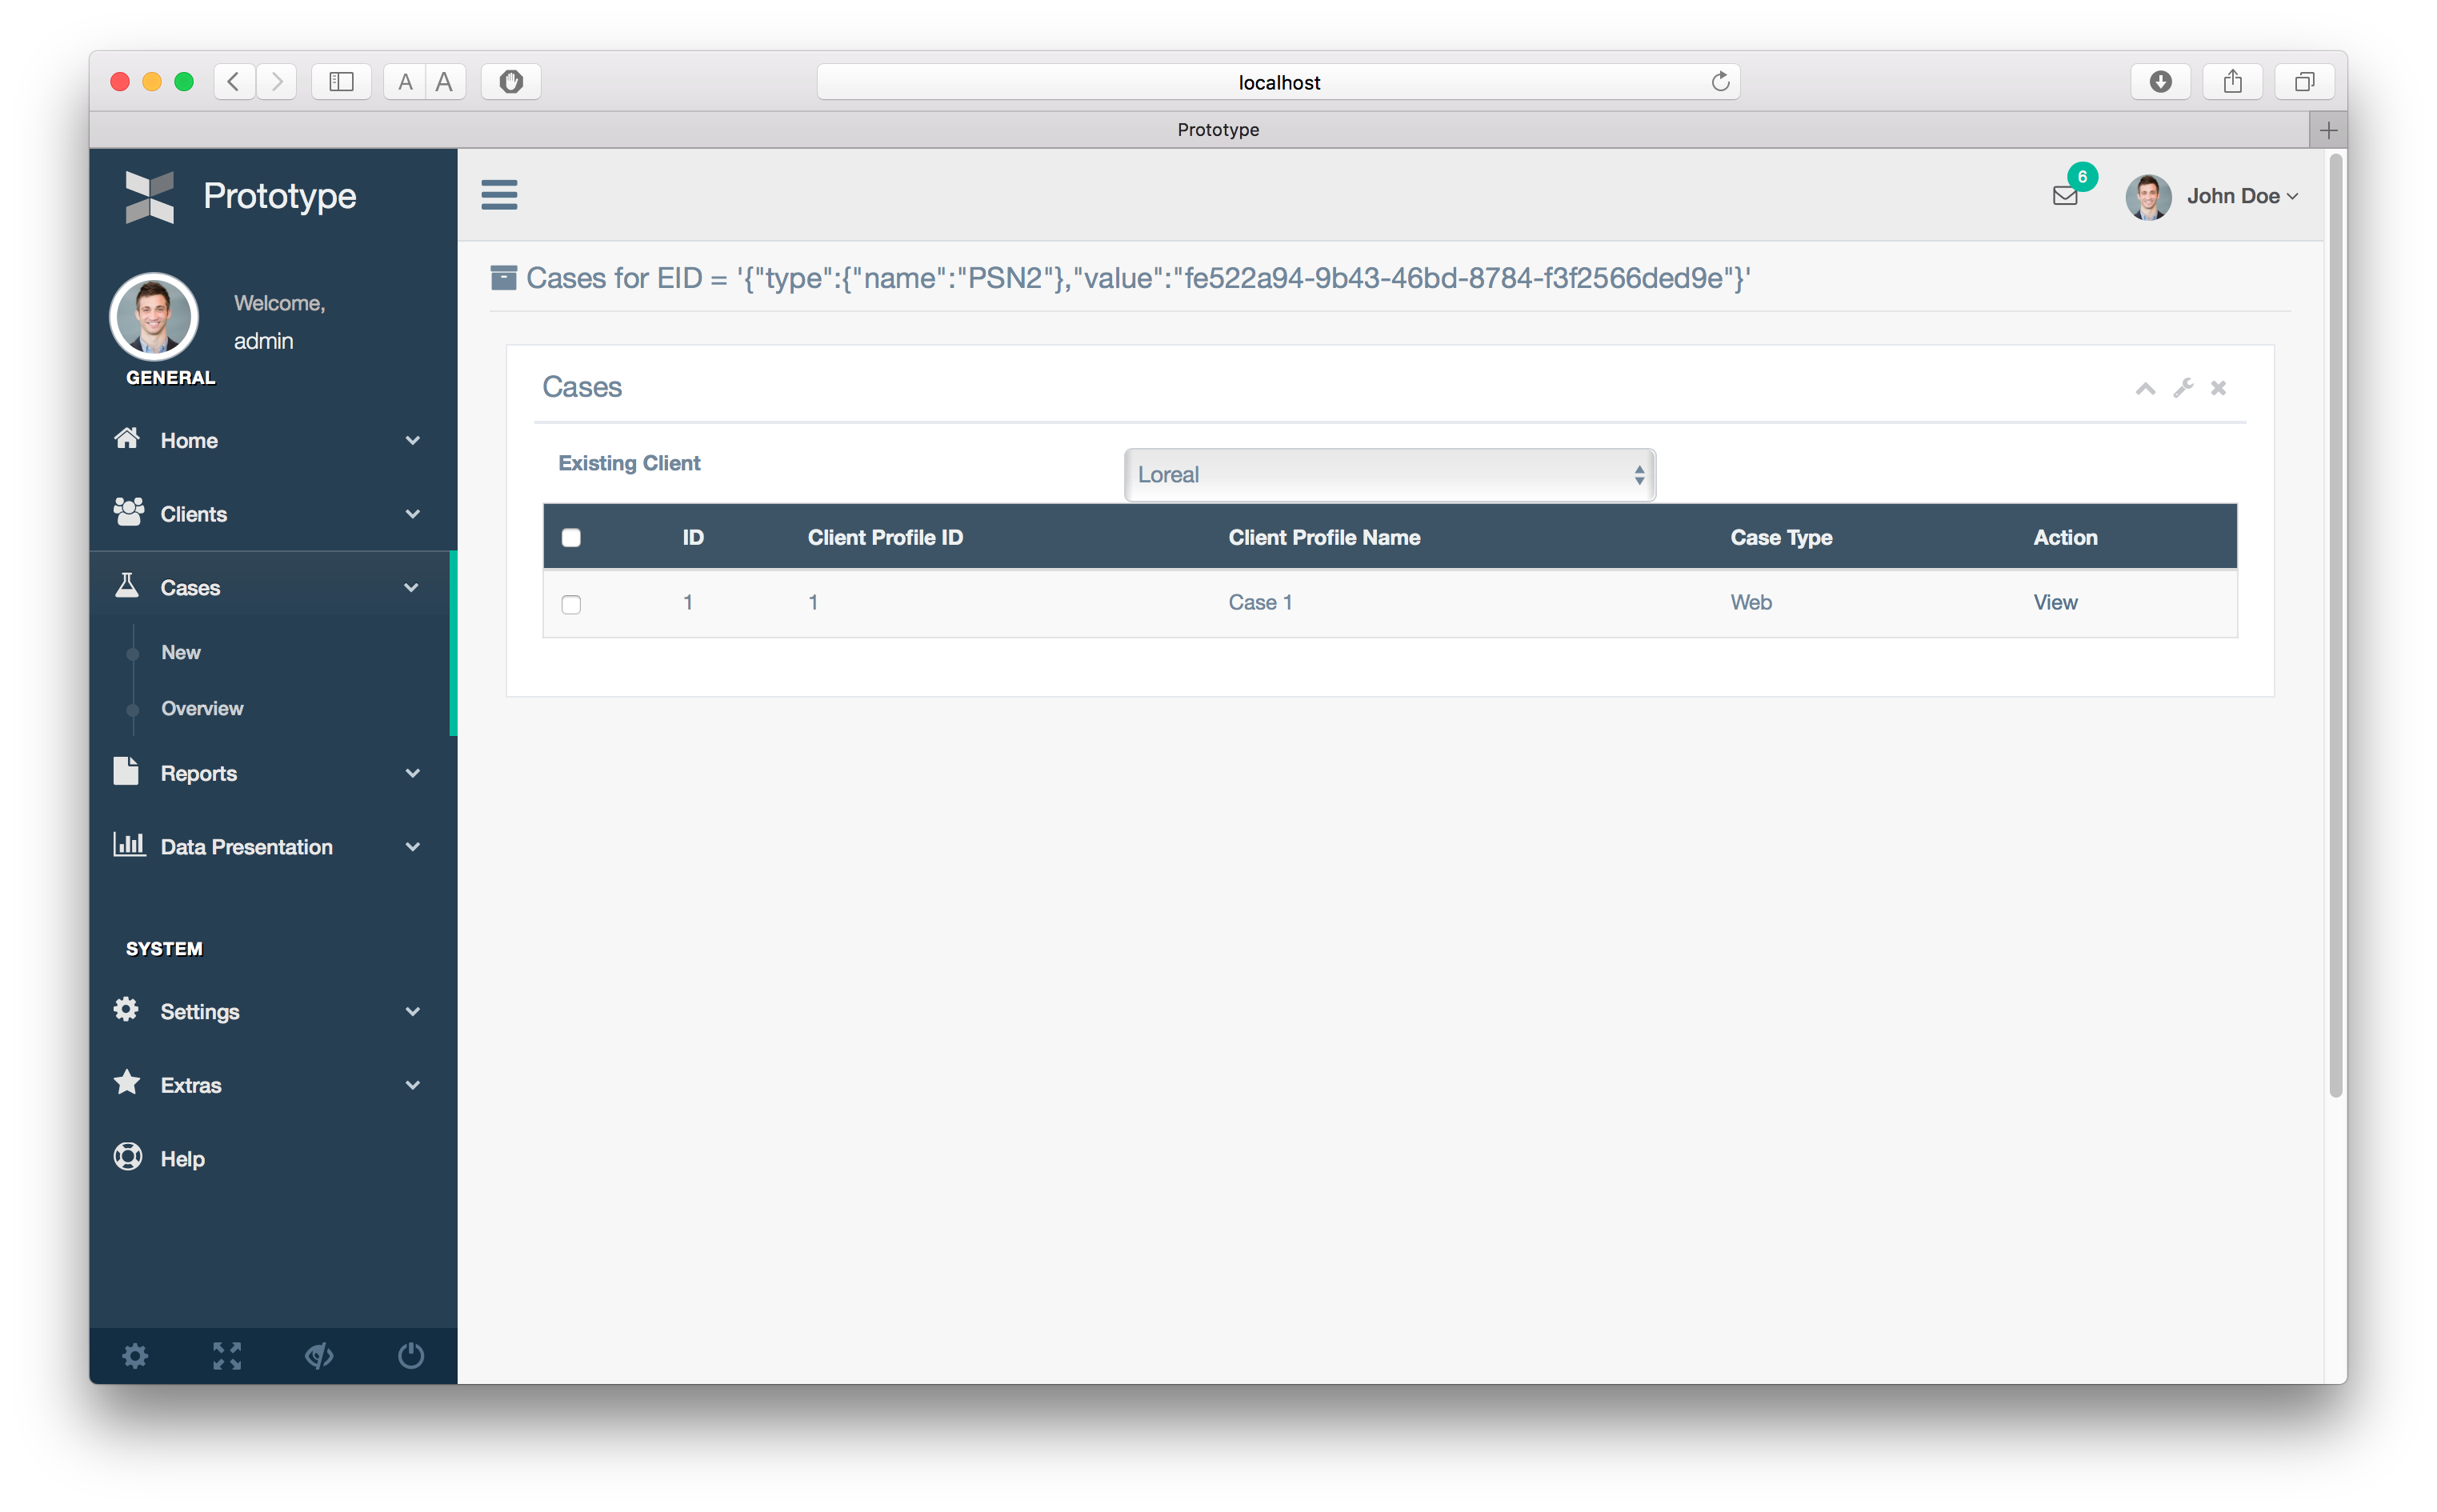 A A
localhost
Prototype
Prototype
6
John Doe
Welcome,
admin
GENERAL
Home
Clients
Cases
New
Overview
Reports
Data Presentation
SYSTEM
Settings
Extras
Help
Cases for EID = '{"type":{"name":"PSN2"},"value":"fe522a94-9b43-46bd-8784-f3f2566ded9e"}'
Cases
Existing Client
Loreal
ID Client Profile ID Client Profile Name Case Type Action
1 1 Case 1 Web View